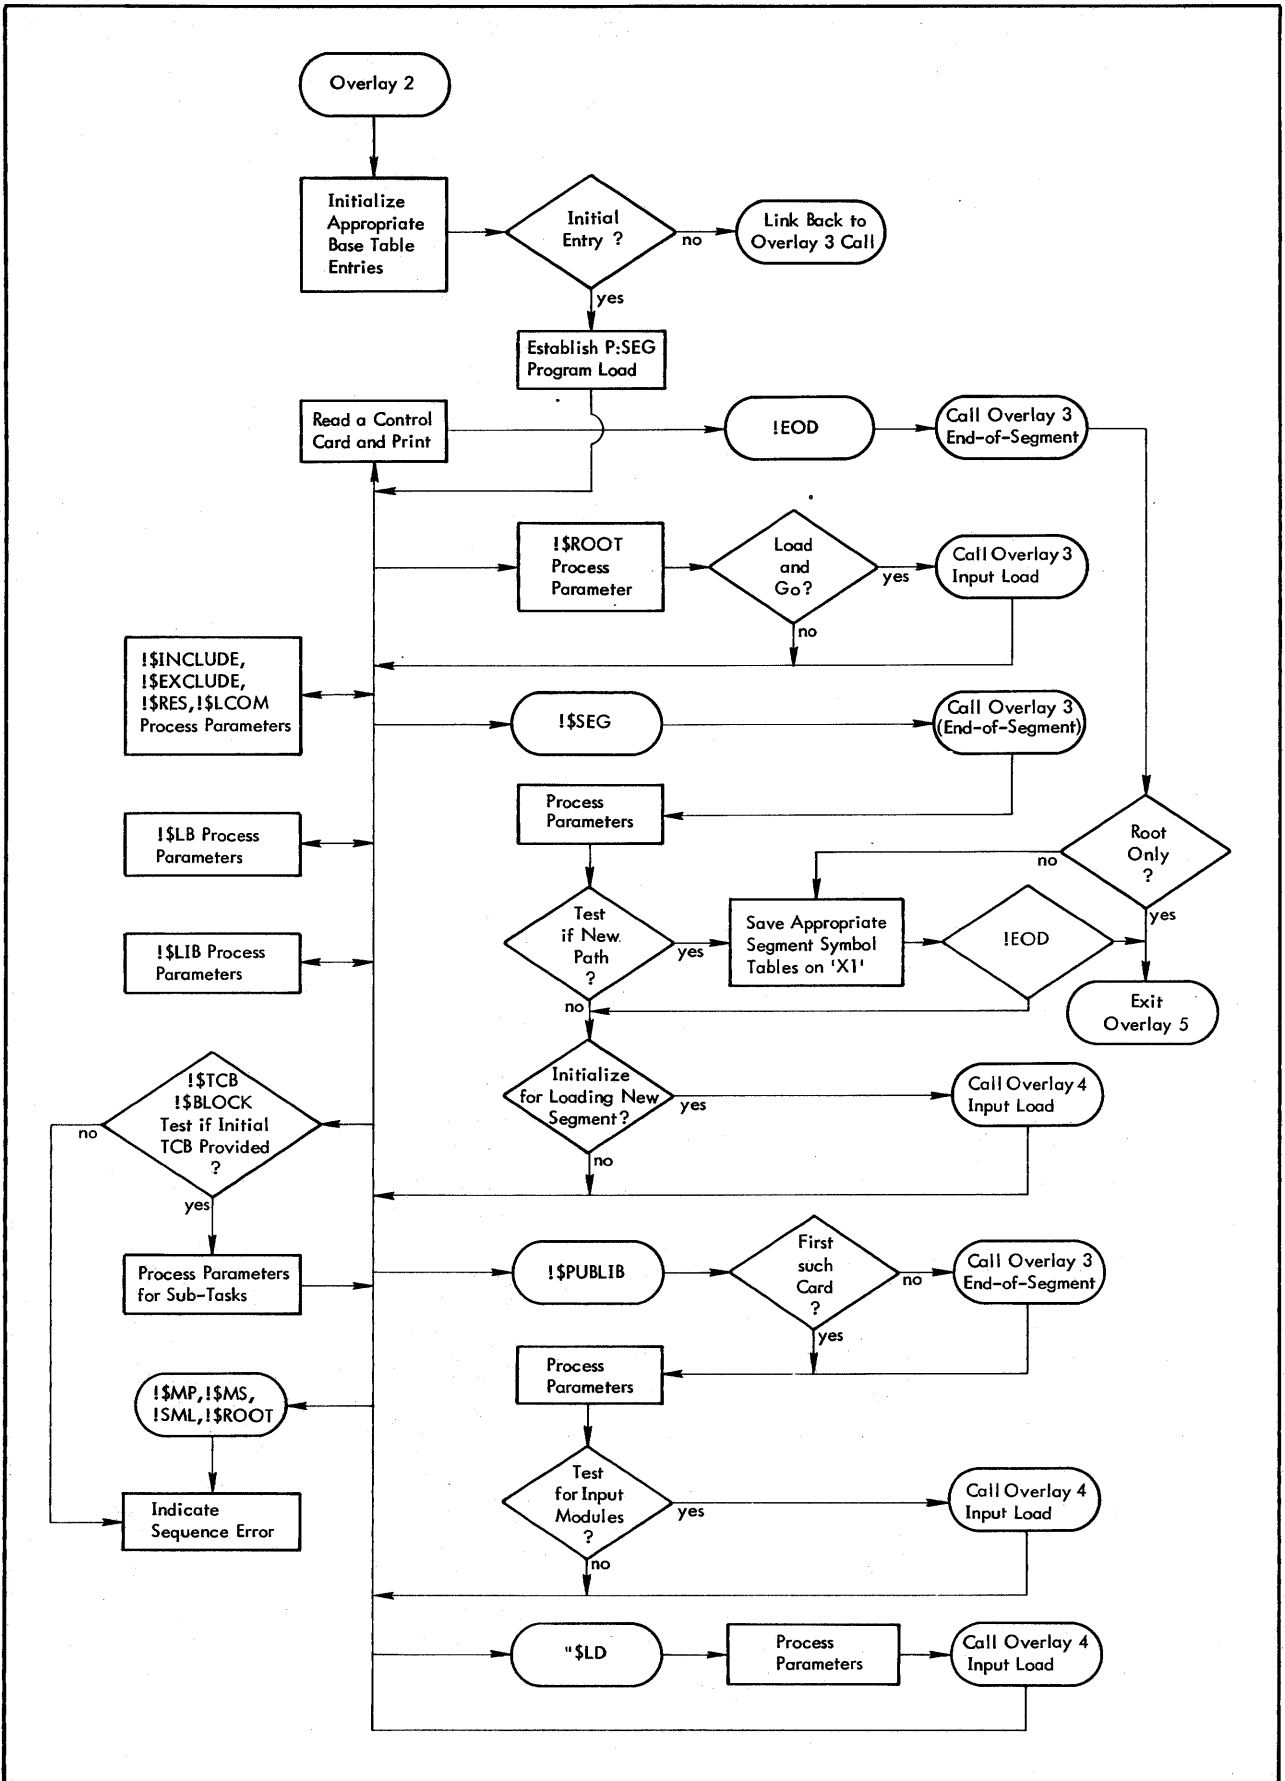 Overlay 2
Initialize
Appropriate
Base Table
Entries
Initial
Entry ?
no
Link Back to
Overlay 3 Call
yes
Establish P:SEG
Program Load
Read a Control
Card and Print
!EOD
Call Overlay 3
End-of-Segment
!$ROOT
Process
Parameter
Load
and
Go?
yes
Call Overlay 3
Input Load
no
!$INCLUDE,
!$EXCLUDE,
!$RES,!$LCOM
Process Parameters
!$SEG
Call Overlay 3
(End-of-Segment)
Process
Parameters
!$LB Process
Parameters
Root
Only
?
no
yes
Test
if New.
Path
?
yes
no
Save Appropriate
Segment Symbol
Tables on 'X1'
!EOD
!$LIB Process
Parameters
Exit
Overlay 5
Initialize
for Loading New
Segment?
yes
no
Call Overlay 4
Input Load
!$TCB
!$BLOCK
Test if Initial
TCB Provided
?
no
yes
Process Parameters
for Sub-Tasks
!$PUBLIB
First
such
Card
?
no
yes
Call Overlay 3
End-of-Segment
Process
Parameters
!$MP,!$MS,
!SML,!$ROOT
Indicate
Sequence Error
Test
for Input
Modules
?
yes
no
Call Overlay 4
Input Load
"$LD
Process
Parameters
Call Overlay 4
Input Load